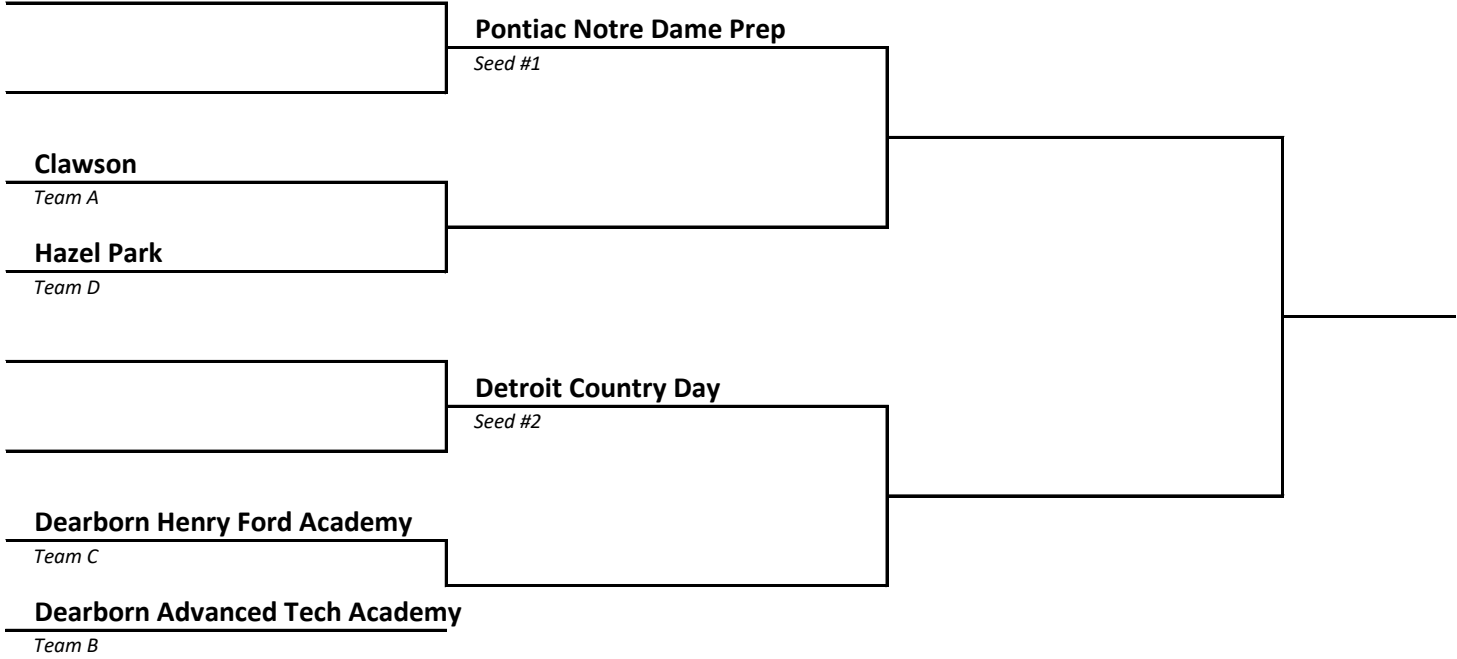 Pontiac Notre Dame Prep
Seed #1
Clawson
Team A
Hazel Park
Team D
Detroit Country Day
Seed #2
Dearborn Henry Ford Academy
Team C
Dearborn Advanced Tech Academy
Team B